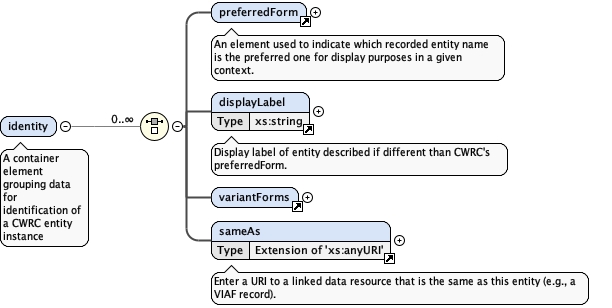 preferredForm
An element used to indicate which recorded entity name
is the preferred one for display purposes in a given
context.
displayLabel
Type xs:string
Display label of entity described if different than CWRC's
preferredForm.
identity
0..∞
A container
element
grouping data
for
identification of
a CWRC entity
instance
variantForms
sameAs
Type Extension of 'xs:anyURI'
Enter a URI to a linked data resource that is the same as this entity (e.g., a
VIAF record).